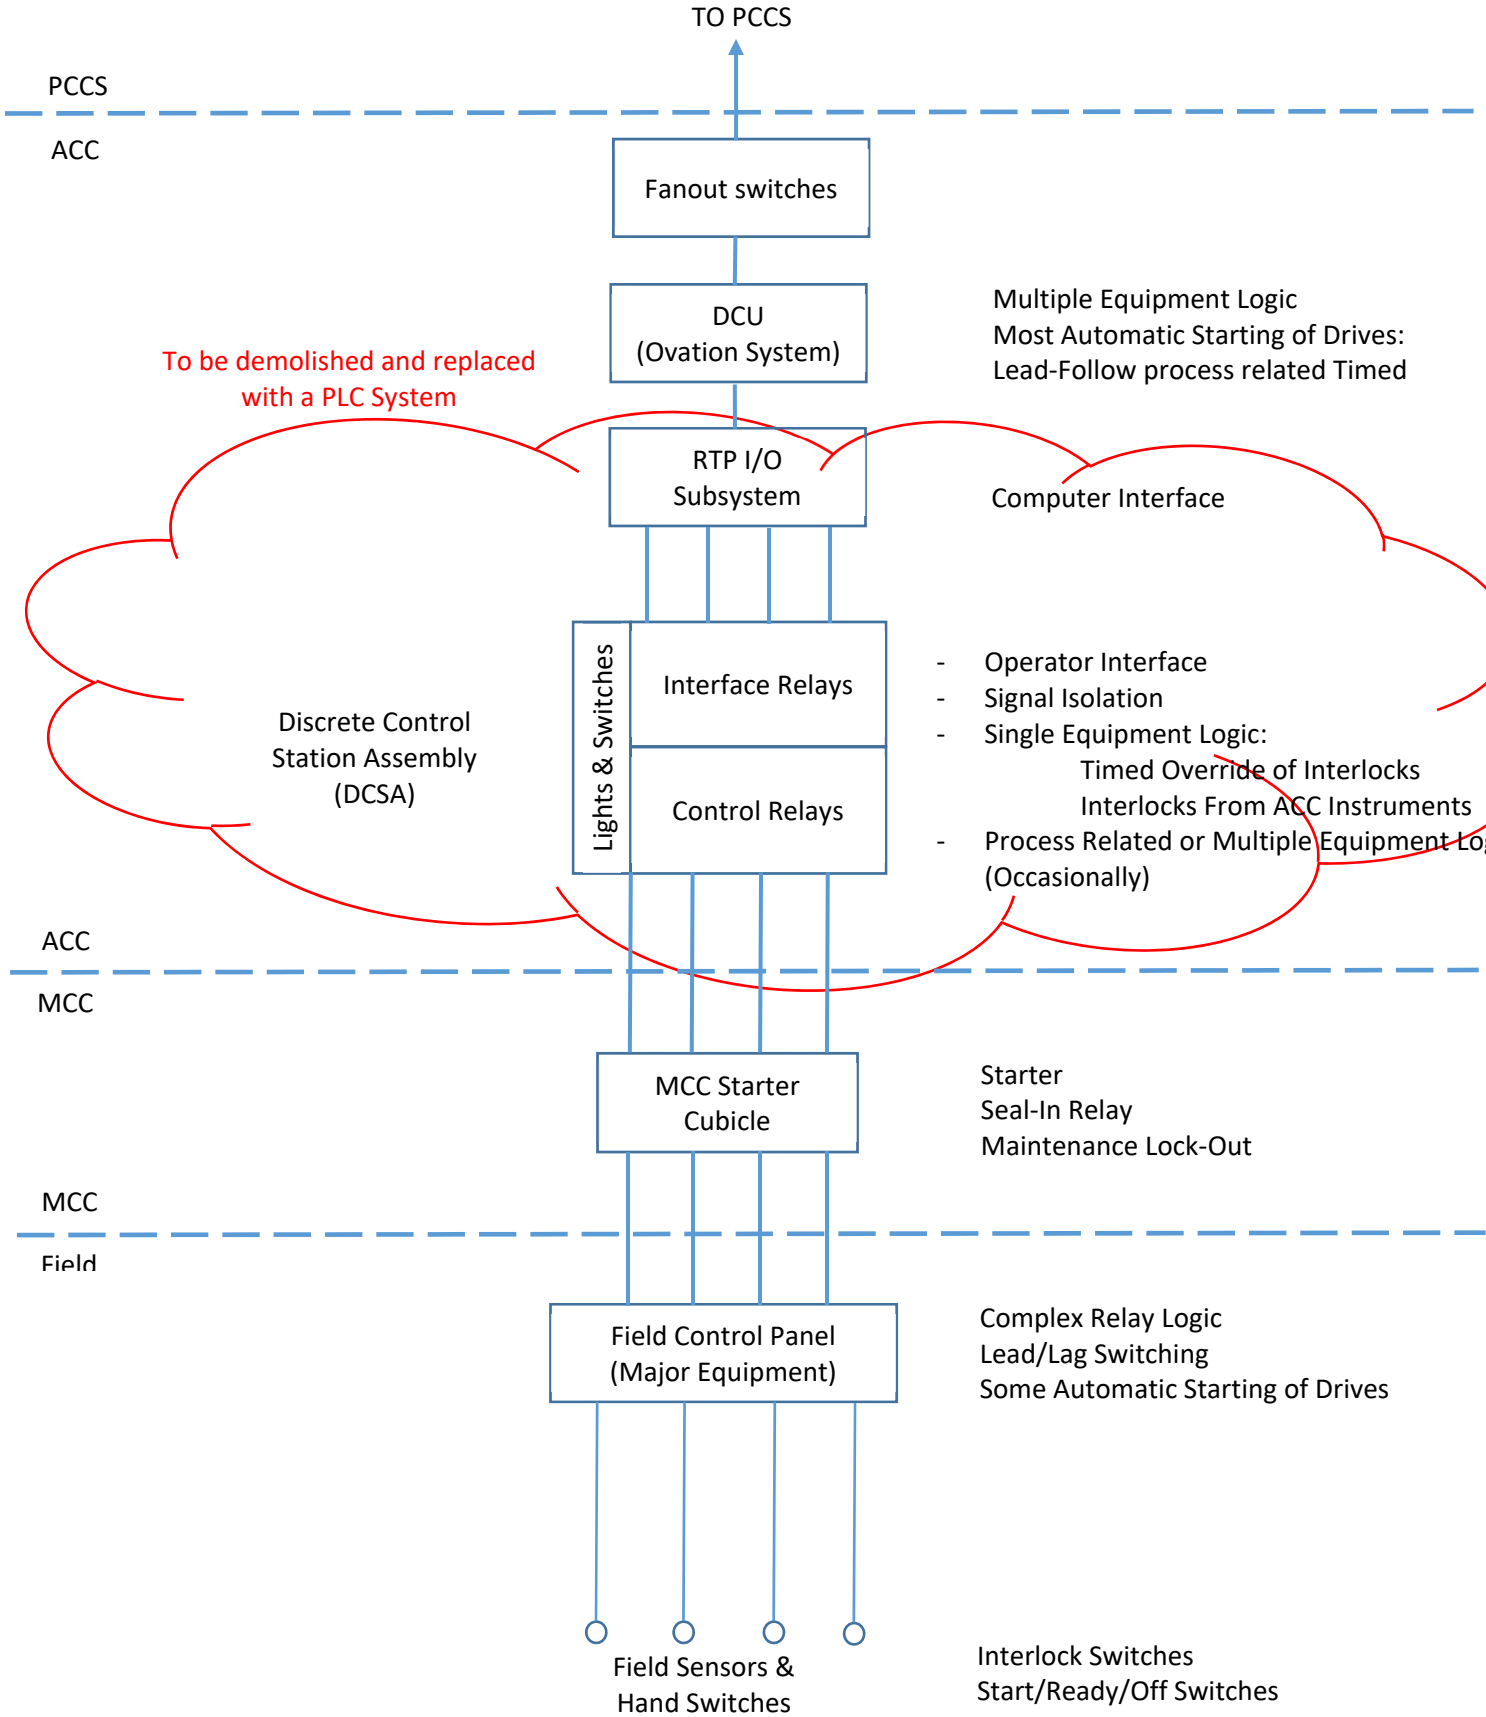 TO PCCS
PCCS
ACC
Fanout switches
DCU
(Ovation System)
Multiple Equipment Logic
Most Automatic Starting of Drives:
Lead-Follow process related Timed
To be demolished and replaced
with a PLC System
RTP I/O
Subsystem
Computer Interface
Lights & Switches
Interface Relays
Control Relays
Discrete Control
Station Assembly
(DCSA)
- Operator Interface
- Signal Isolation
- Single Equipment Logic:
Timed Override of Interlocks
Interlocks From ACC Instruments
- Process Related or Multiple Equipment
(Occasionally)
ACC
MCC
MCC Starter
Cubicle
Starter
Seal-In Relay
Maintenance Lock-Out
MCC
Field
Field Control Panel
(Major Equipment)
Complex Relay Logic
Lead/Lag Switching
Some Automatic Starting of Drives
Field Sensors &
Hand Switches
Interlock Switches
Start/Ready/Off Switches